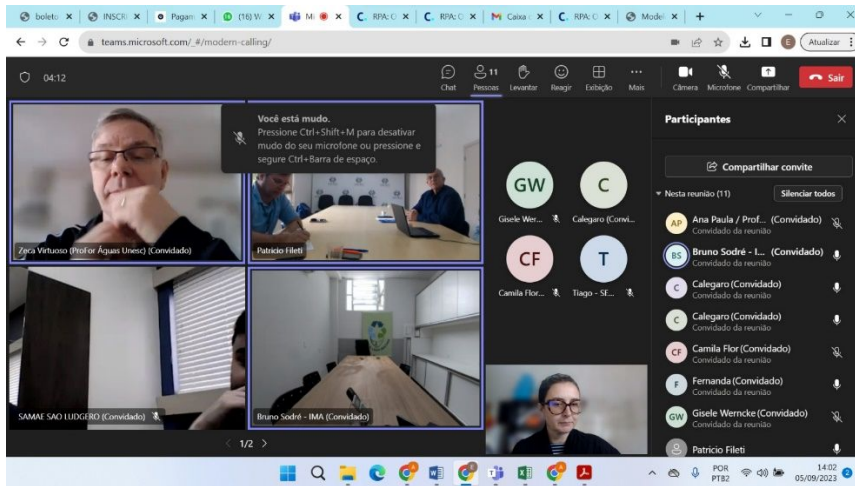 boleto
INSCRI
Pagam
(16) W
Mi
RPA: O
RPA: O
Caixa
RPA: O
Model
teams.microsoft.com/_#/modern-calling/
Atualizar
04:12
Chat
11
Pessoas
Levantar
Reagir
Exibição
Mais
Câmera
Microfone
Compartilhar
Sair
Você está mudo.
Pressione Ctrl+Shift+M para desativar
mudo do seu microfone ou pressione e
segure Ctrl+Barra de espaço.
Zeca Virtuoso (ProFor Águas Unesc) (Convidado)
Patricio Fileti
SAMAE SAO LUDGERO (Convidado)
Bruno Sodré - IMA (Convidado)
1/2
GW
Gisele Wer...
C
Calegaro (Convi...
CF
Camila Flor...
T
Tiago - SE...
Participantes
Compartilhar convite
Nesta reunião (11)
Silenciar todos
AP
Ana Paula / Prof... (Convidado)
Convidado da reunião
BS
Bruno Sodré - I... (Convidado)
Convidado da reunião
C
Calegaro (Convidado)
Convidado da reunião
C
Calegaro (Convidado)
Convidado da reunião
CF
Camila Flor (Convidado)
Convidado da reunião
F
Fernanda (Convidado)
Convidado da reunião
GW
Gisele Werncke (Convidado)
Convidado da reunião
Patricio Fileti
POR
PTB2
14:02
05/09/2023